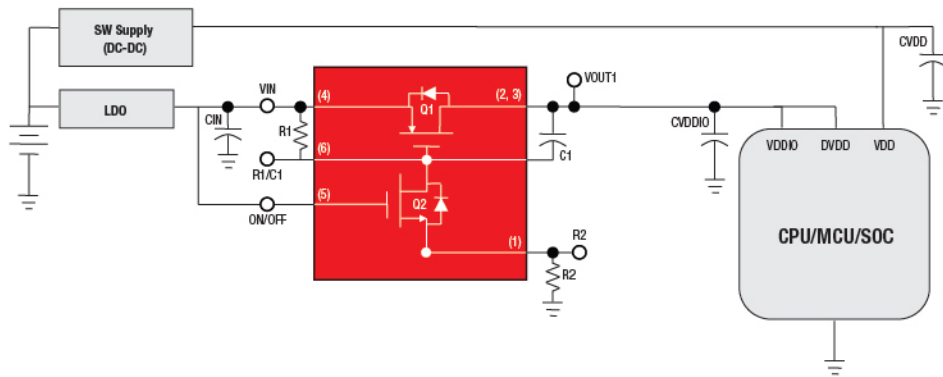 SW Supply
(DC-DC)
CVDD
LDO
VIN
VOUT1
(4)
(2, 3)
Q1
CIN
R1
CVDDIO
C1
VDDIO
DVDD
VDD
(6)
R1/C1
(5)
Q2
ON/OFF
CPU/MCU/SOC
(1)
R2
R2